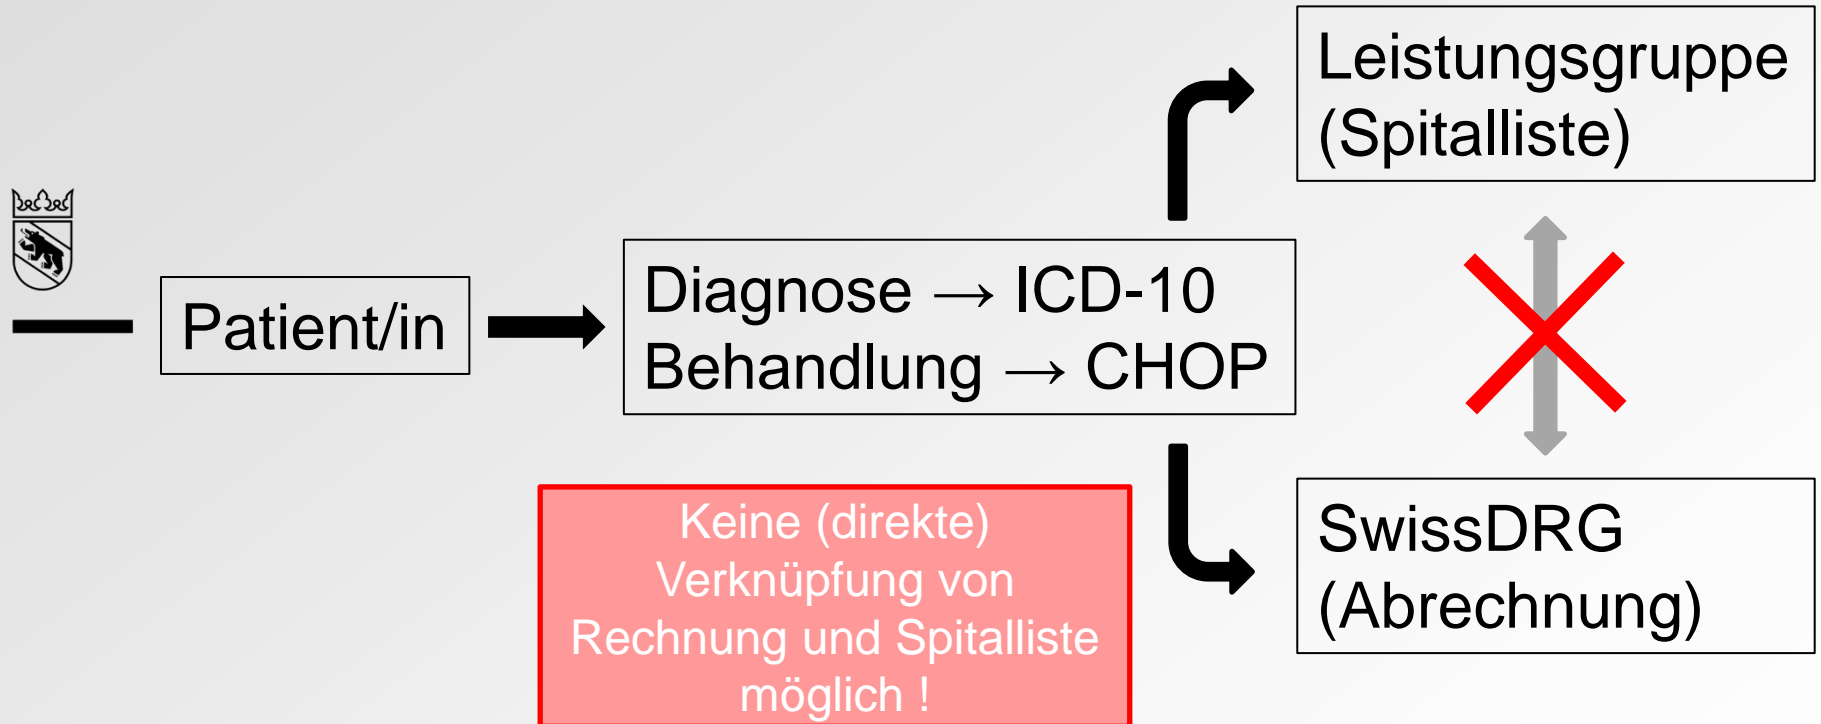 Patient/in
Diagnose → ICD-10
Behandlung → CHOP
Leistungsgruppe
(Spitalliste)
SwissDRG
(Abrechnung)
Keine (direkte)
Verknüpfung von
Rechnung und Spitalliste
möglich !